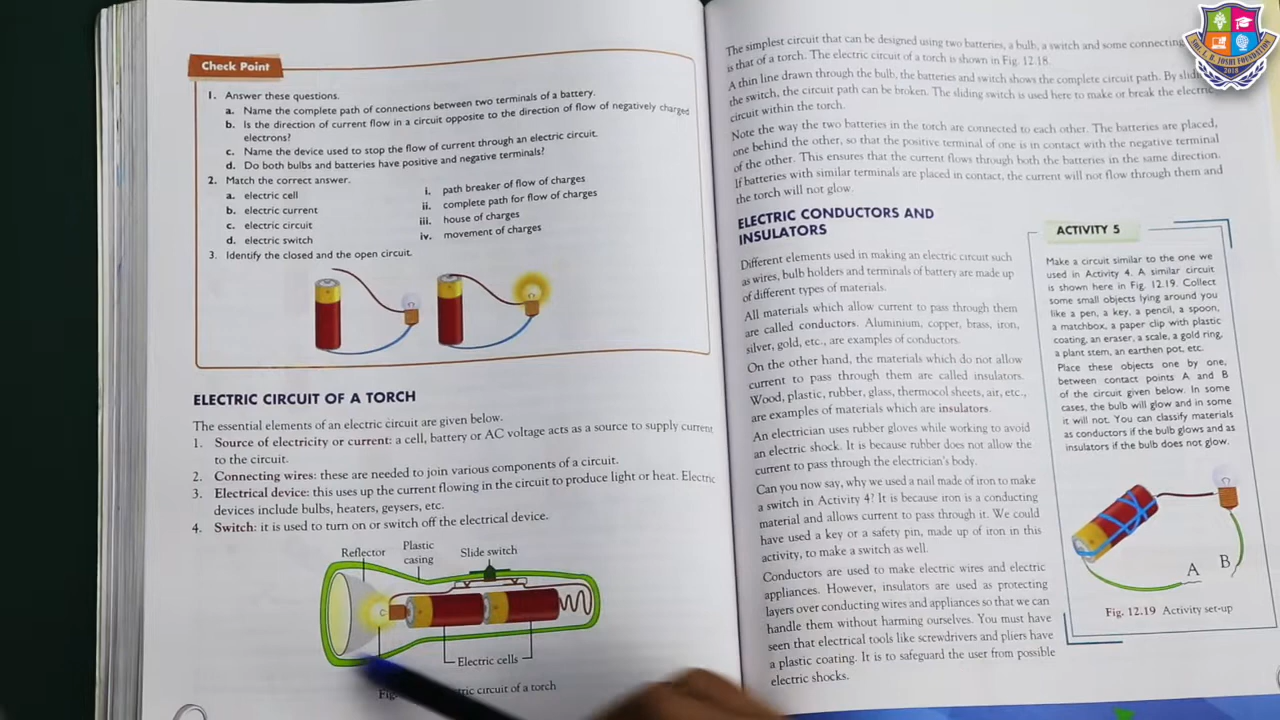 Check Point
1. Answer these questions.
a. Name the complete path of connections between two terminals of a battery.
b. Is the direction of current flow in a circuit opposite to the direction of flow of negatively charged
electrons?
c. Name the device used to stop the flow of current through an electric circuit.
d. Do both bulbs and batteries have positive and negative terminals?
2. Match the correct answer.
a. electric cell i. path breaker of flow of charges
b. electric current ii. complete path for flow of charges
c. electric circuit iii. house of charges
d. electric switch iv. movement of charges
3. Identify the closed and the open circuit.
ELECTRIC CIRCUIT OF A TORCH
The essential elements of an electric circuit are given below.
1. Source of electricity or current: a cell, battery or AC voltage acts as a source to supply current
to the circuit.
2. Connecting wires: these are needed to join various components of a circuit.
3. Electrical device: this uses up the current flowing in the circuit to produce light or heat. Electric
devices include bulbs, heaters, geysers, etc.
4. Switch: it is used to turn on or switch off the electrical device.
Reflector
Plastic
casing
Slide switch
Electric cells
circuit of a torch
The simplest circuit that can be designed using two batteries, a bulb, a switch and some connecting
is that of a torch. The electric circuit of a torch is shown in Fig. 12.18.
A thin line drawn through the bulb, the batteries and switch shows the complete circuit path. By
the switch, the circuit path can be broken. The sliding switch is used here to make or break the
circuit within the torch.
Note the way the two batteries in the torch are connected to each other. The batteries are placed,
one behind the other, so that the positive terminal of one is in contact with the negative terminal
of the other. This ensures that the current flows through both the batteries in the same direction.
If batteries with similar terminals are placed in contact, the current will not flow through them and
the torch will not glow.
ELECTRIC CONDUCTORS AND
INSULATORS
Different elements used in making an electric circuit such
as wires, bulb holders and terminals of battery are made up
of different types of materials.
All materials which allow current to pass through them
are called conductors. Aluminium, copper, brass, iron,
silver, gold, etc., are examples of conductors.
On the other hand, the materials which do not allow
current to pass through them are called insulators.
Wood, plastic, rubber, glass, thermocol sheets, air, etc.,
are examples of materials which are insulators.
An electrician uses rubber gloves while working to avoid
an electric shock. It is because rubber does not allow the
current to pass through the electrician's body.
Can you now say, why we used a nail made of iron to make
a switch in Activity 4? It is because iron is a conducting
material and allows current to pass through it. We could
have used a key or a safety pin, made up of iron in this
activity, to make a switch as well.
Conductors are used to make electric wires and electric
appliances. However, insulators are used as protecting
layers over conducting wires and appliances so that we can
handle them without harming ourselves. You must have
seen that electrical tools like screwdrivers and pliers have
a plastic coating. It is to safeguard the user from possible
electric shocks.
ACTIVITY 5
Make a circuit similar to the one we
used in Activity 4. A similar circuit
is shown here in Fig. 12.19. Collect
some small objects lying around you
like a pen, a key, a pencil, a spoon,
a matchbox, a paper clip with plastic
coating, an eraser, a scale, a gold ring,
a plant stem, an earthen pot, etc.
Place these objects one by one,
between contact points A and B
of the circuit given below. In some
cases, the bulb will glow and in some
it will not. You can classify materials
as conductors if the bulb glows and as
insulators if the bulb does not glow.
A B
Fig. 12.19 Activity set-up
2018